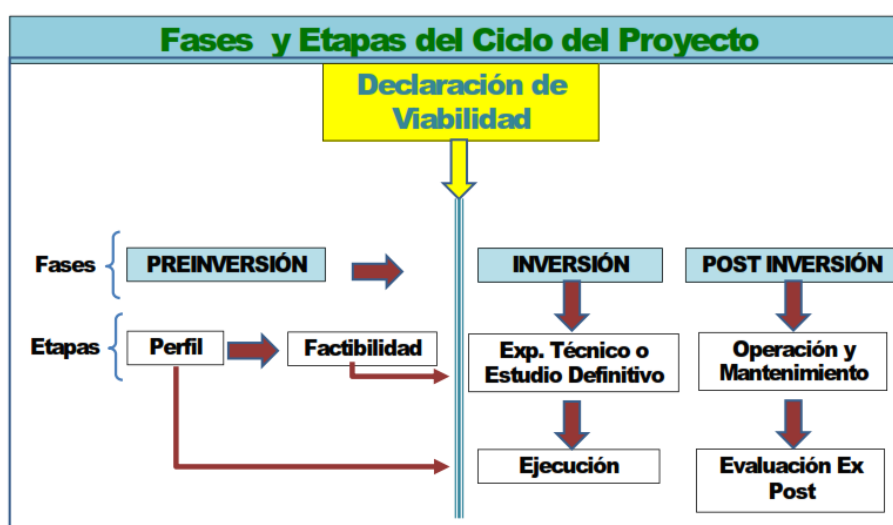 Fases y Etapas del Ciclo del Proyecto
Declaración de
Viabilidad
Fases
PREINVERSIÓN
INVERSIÓN
POST INVERSIÓN
Etapas
Perfil
Factibilidad
Exp. Técnico o
Estudio Definitivo
Operación y
Mantenimiento
Ejecución
Evaluación Ex
Post